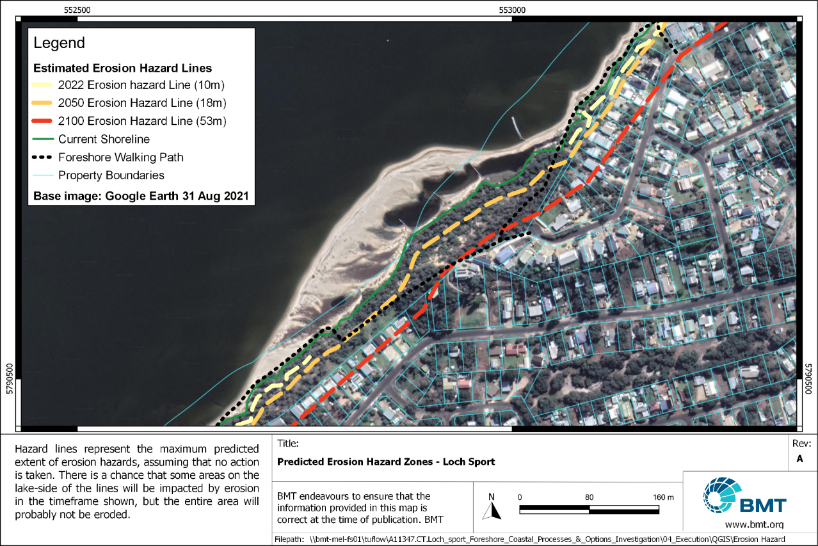 552500
553000
Legend
Estimated Erosion Hazard Lines
2022 Erosion hazard Line (10m)
2050 Erosion Hazard Line (18m)
2100 Erosion Hazard Line (53m)
Current Shoreline
Foreshore Walking Path
Property Boundaries
Base image: Google Earth 31 Aug 2021
5790500
5790500
Hazard lines represent the maximum predicted
extent of erosion hazards, assuming that no action
is taken. There is a chance that some areas on the
lake-side of the lines will be impacted by erosion
in the timeframe shown, but the entire area will
probably not be eroded.
Title:
Predicted Erosion Hazard Zones - Loch Sport
Rev:
A
BMT endeavours to ensure that the
information provided in this map is
correct at the time of publication. BMT
N
0 80 160 m
BMT
www.bmt.org
Filepath: \\bmt-mel-fs01\tuflow\A11347.CT.Loch_sport_Foreshore_Coastal_Processes_&_Options_Investigation\04_Execution\QGIS\Erosion Hazard